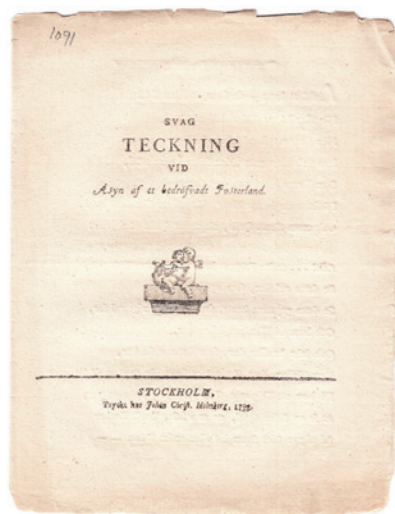 1091
SVAG
TECKNING
VID
Åsyn af et bedröfvadt Fosterland.
STOCKHOLM,
Tryckt hos Johan Christ. Holmberg,